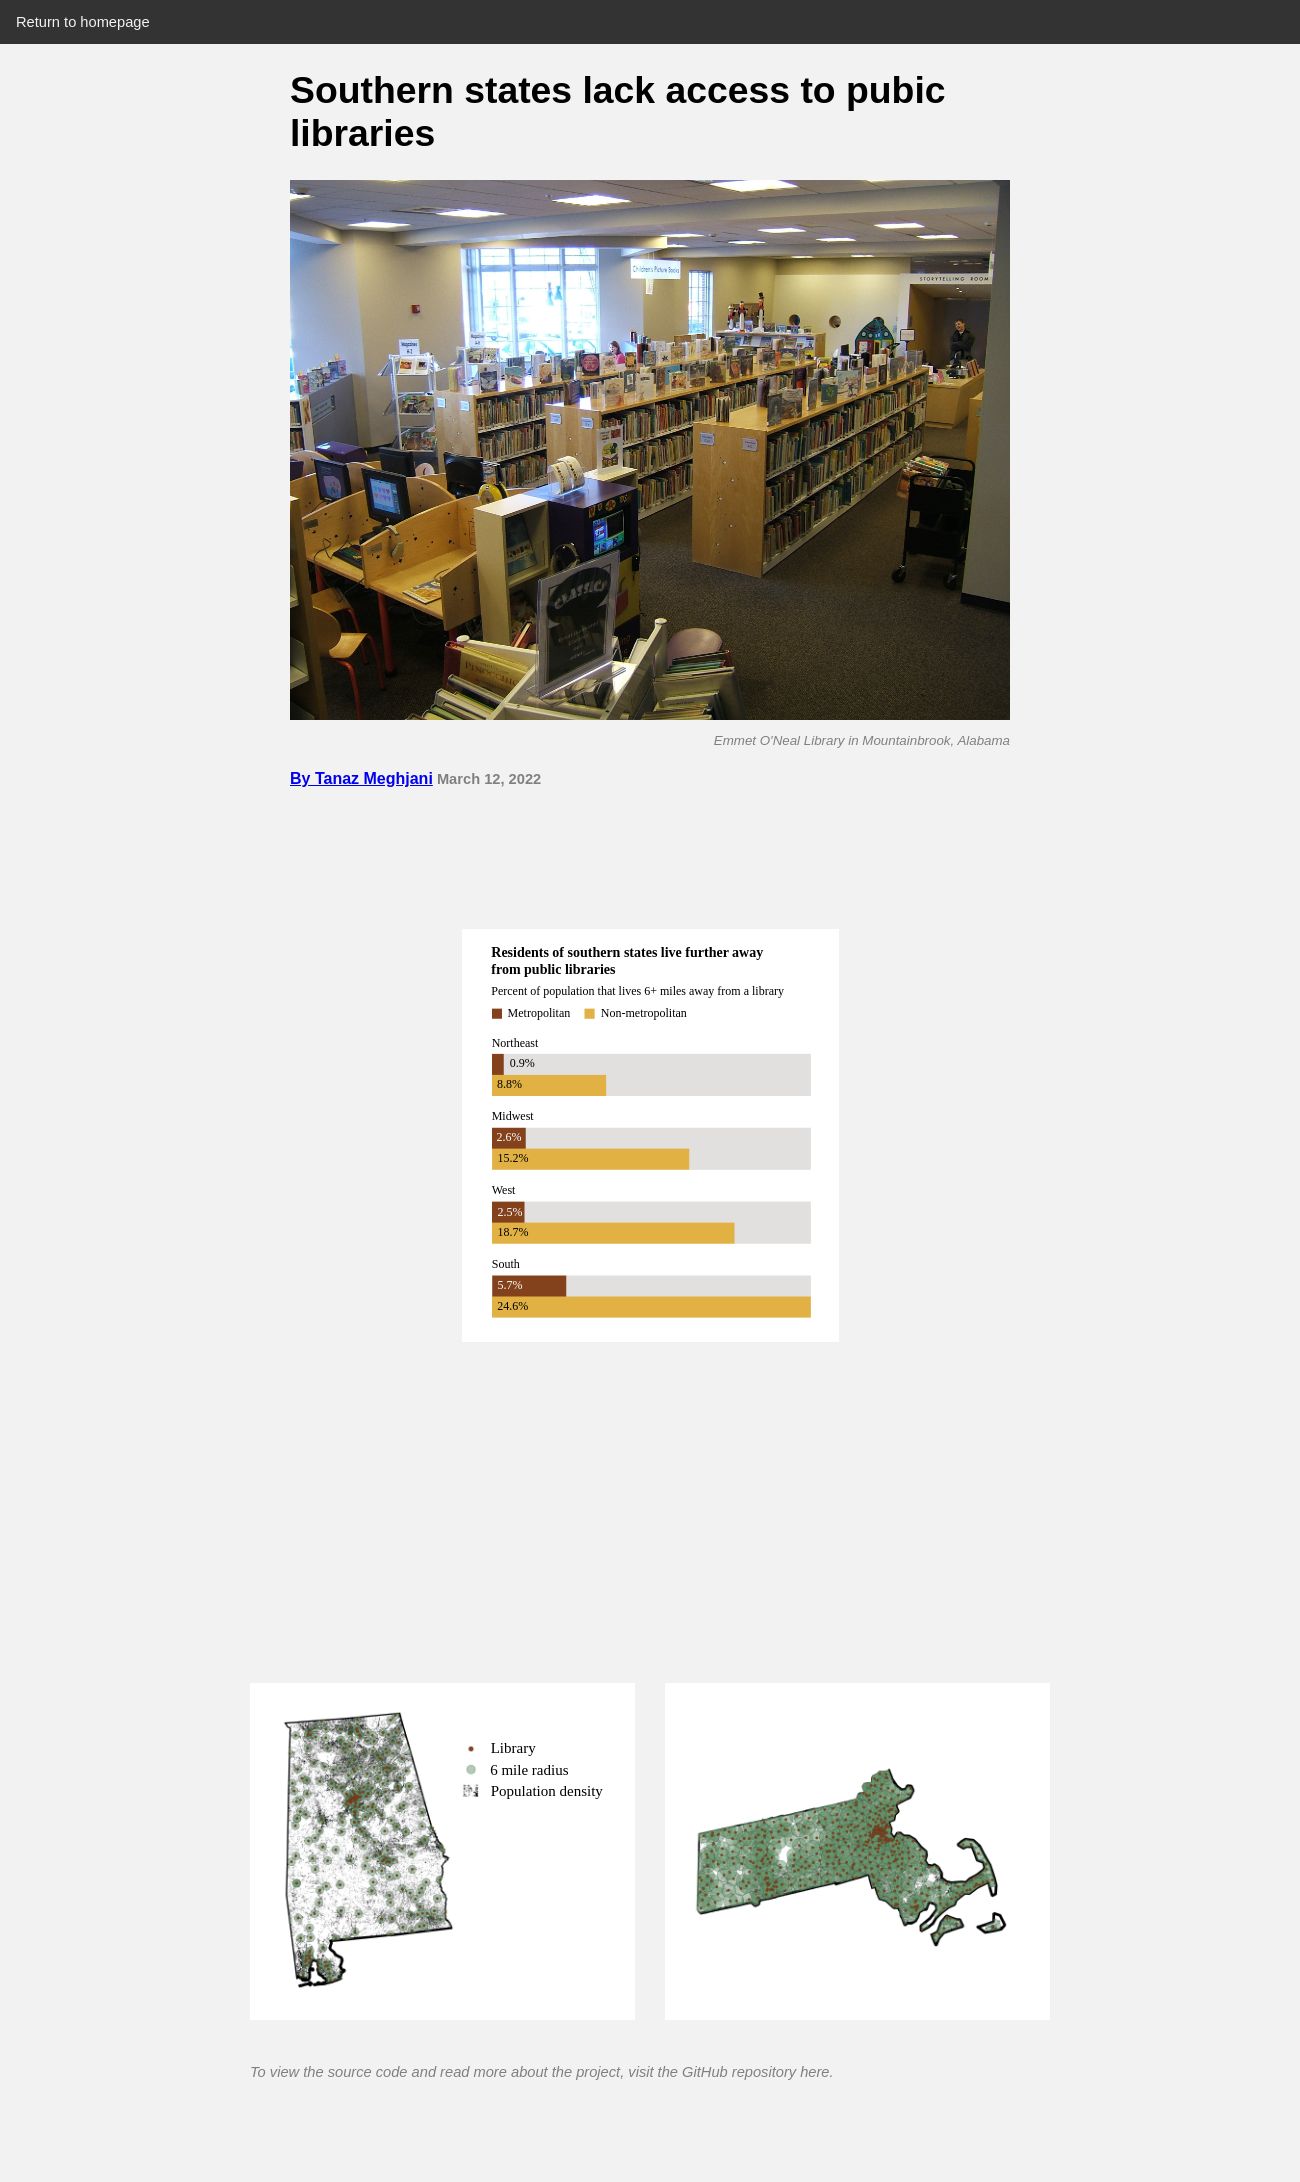 Return to homepage
Southern states lack access to pubic
libraries
Children's Picture Books
STORYTELLING ROOM
Magazines
CLASSICS
PINOCCHIO
Emmet O'Neal Library in Mountainbrook, Alabama
By Tanaz Meghjani March 12, 2022
Residents of southern states live further away
from public libraries
Percent of population that lives 6+ miles away from a library
Metropolitan Non-metropolitan
Northeast
0.9%
8.8%
Midwest
2.6%
15.2%
West
2.5%
18.7%
South
5.7%
24.6%
Library
6 mile radius
Population density
To view the source code and read more about the project, visit the GitHub repository here.